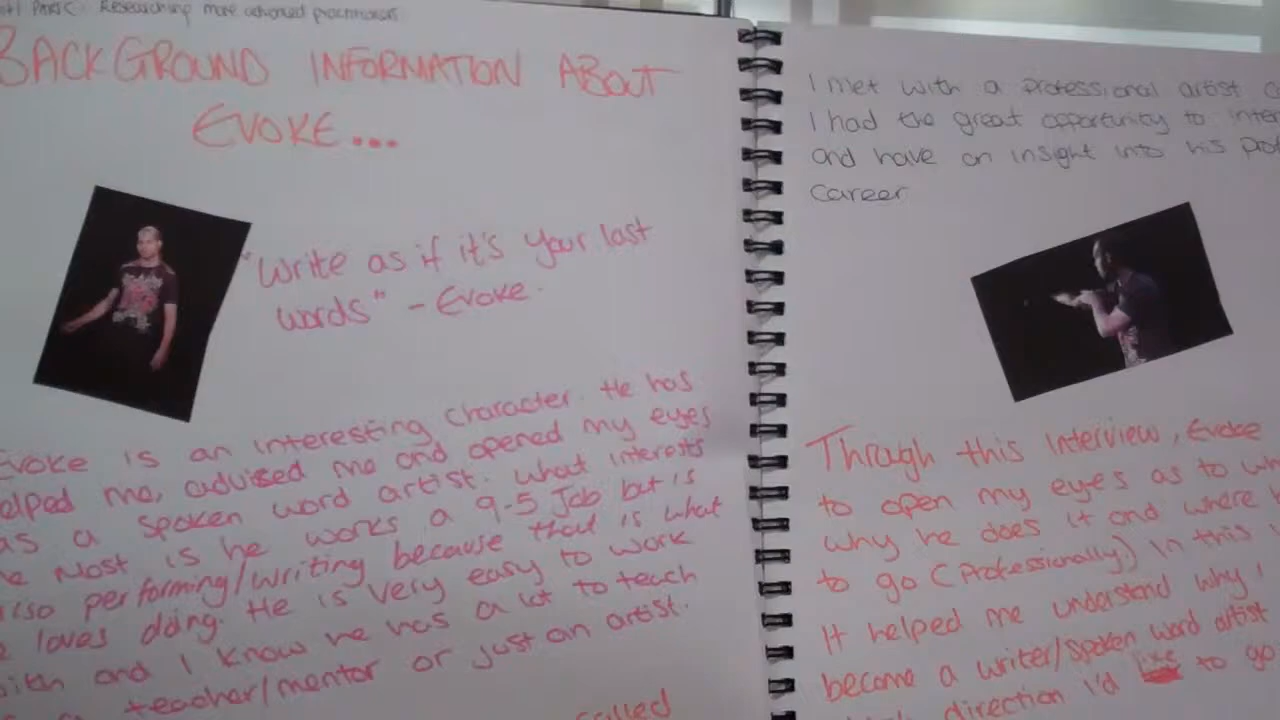 Part C: Researching more advanced practitioners
BACKGROUND INFORMATION ABOUT
EVOKE...
"Write as if it's your last
words" - Evoke.
Evoke is an interesting character. He has
helped me, advised me and opened my eyes
as a spoken word artist. What interests
me most is he works a 9-5 Job but is
also performing/writing because that is what
he loves doing. He is very easy to work
with and I know he has a lot to teach
teacher/mentor or just an artist.
called
I met with a professional artist
I had the great opportunity to
and have an insight into his
career
Through this interview, Evoke
to open my eyes as to
why he does it and where
to go (Professionally) In this
It helped me understand why I
become a writer/spoken word artist
direction I'd like to go